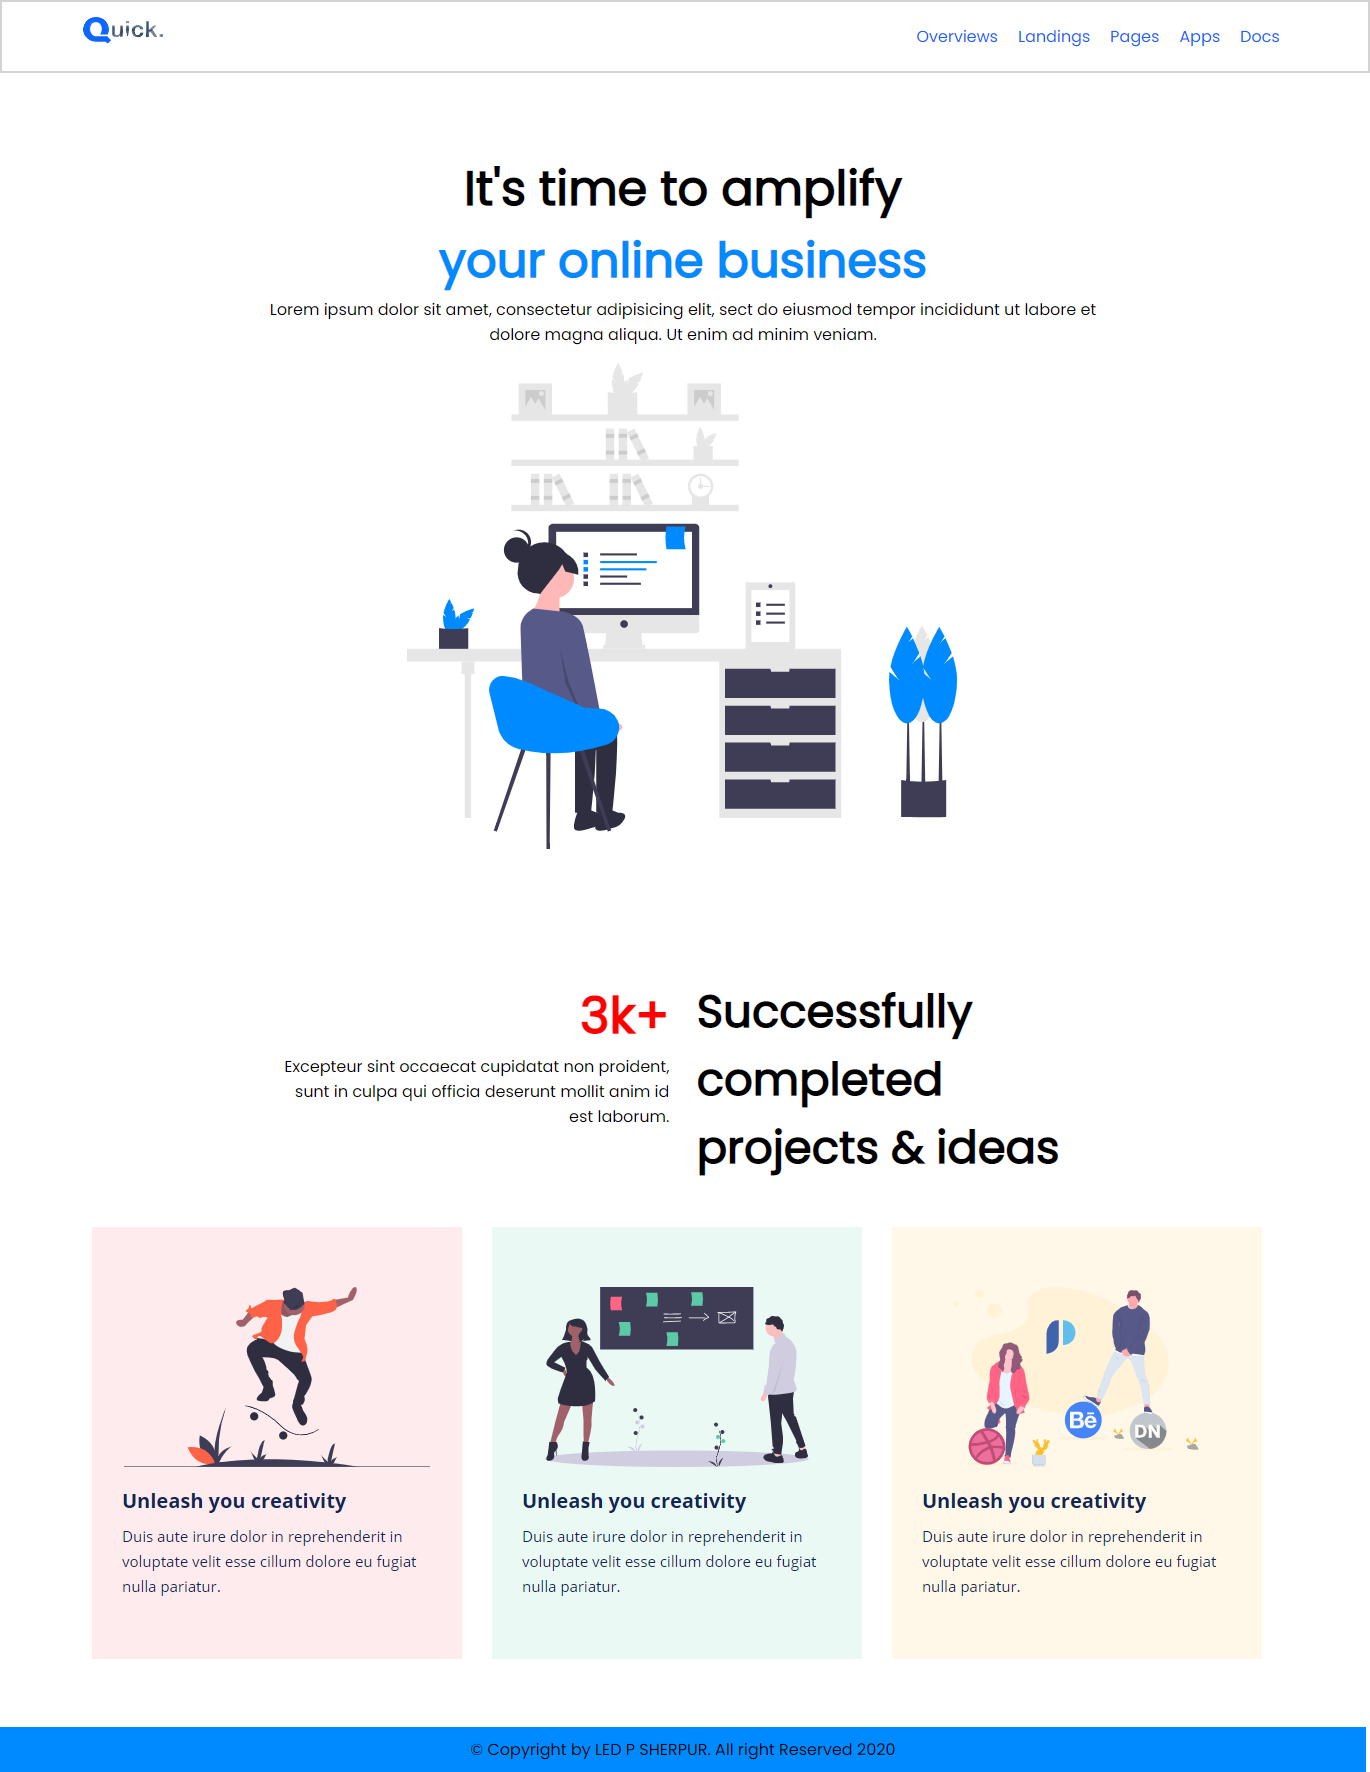 Quick.
Overviews Landings Pages Apps Docs
It's time to amplify
your online business
Lorem ipsum dolor sit amet, consectetur adipisicing elit, sect do eiusmod tempor incididunt ut labore et
dolore magna aliqua. Ut enim ad minim veniam.
3k+
Excepteur sint occaecat cupidatat non proident,
sunt in culpa qui officia deserunt mollit anim id
est laborum.
Successfully
completed
projects & ideas
Bē
DN
Unleash you creativity
Duis aute irure dolor in reprehenderit in
voluptate velit esse cillum dolore eu fugiat
nulla pariatur.
Unleash you creativity
Duis aute irure dolor in reprehenderit in
voluptate velit esse cillum dolore eu fugiat
nulla pariatur.
Unleash you creativity
Duis aute irure dolor in reprehenderit in
voluptate velit esse cillum dolore eu fugiat
nulla pariatur.
© Copyright by LED P SHERPUR. All right Reserved 2020